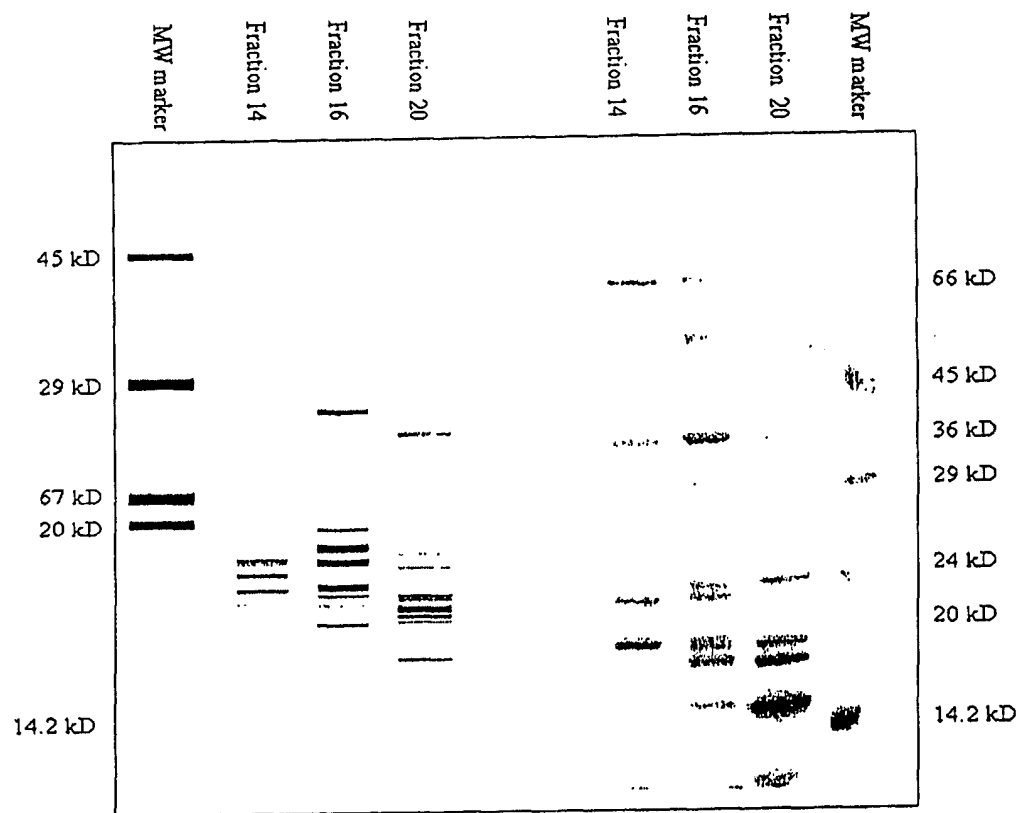 MW marker
Fraction 14
Fraction 16
Fraction 20
Fraction 14
Fraction 16
Fraction 20
MW marker
45 kD
29 kD
67 kD
20 kD
14.2 kD
66 kD
45 kD
36 kD
29 kD
24 kD
20 kD
14.2 kD